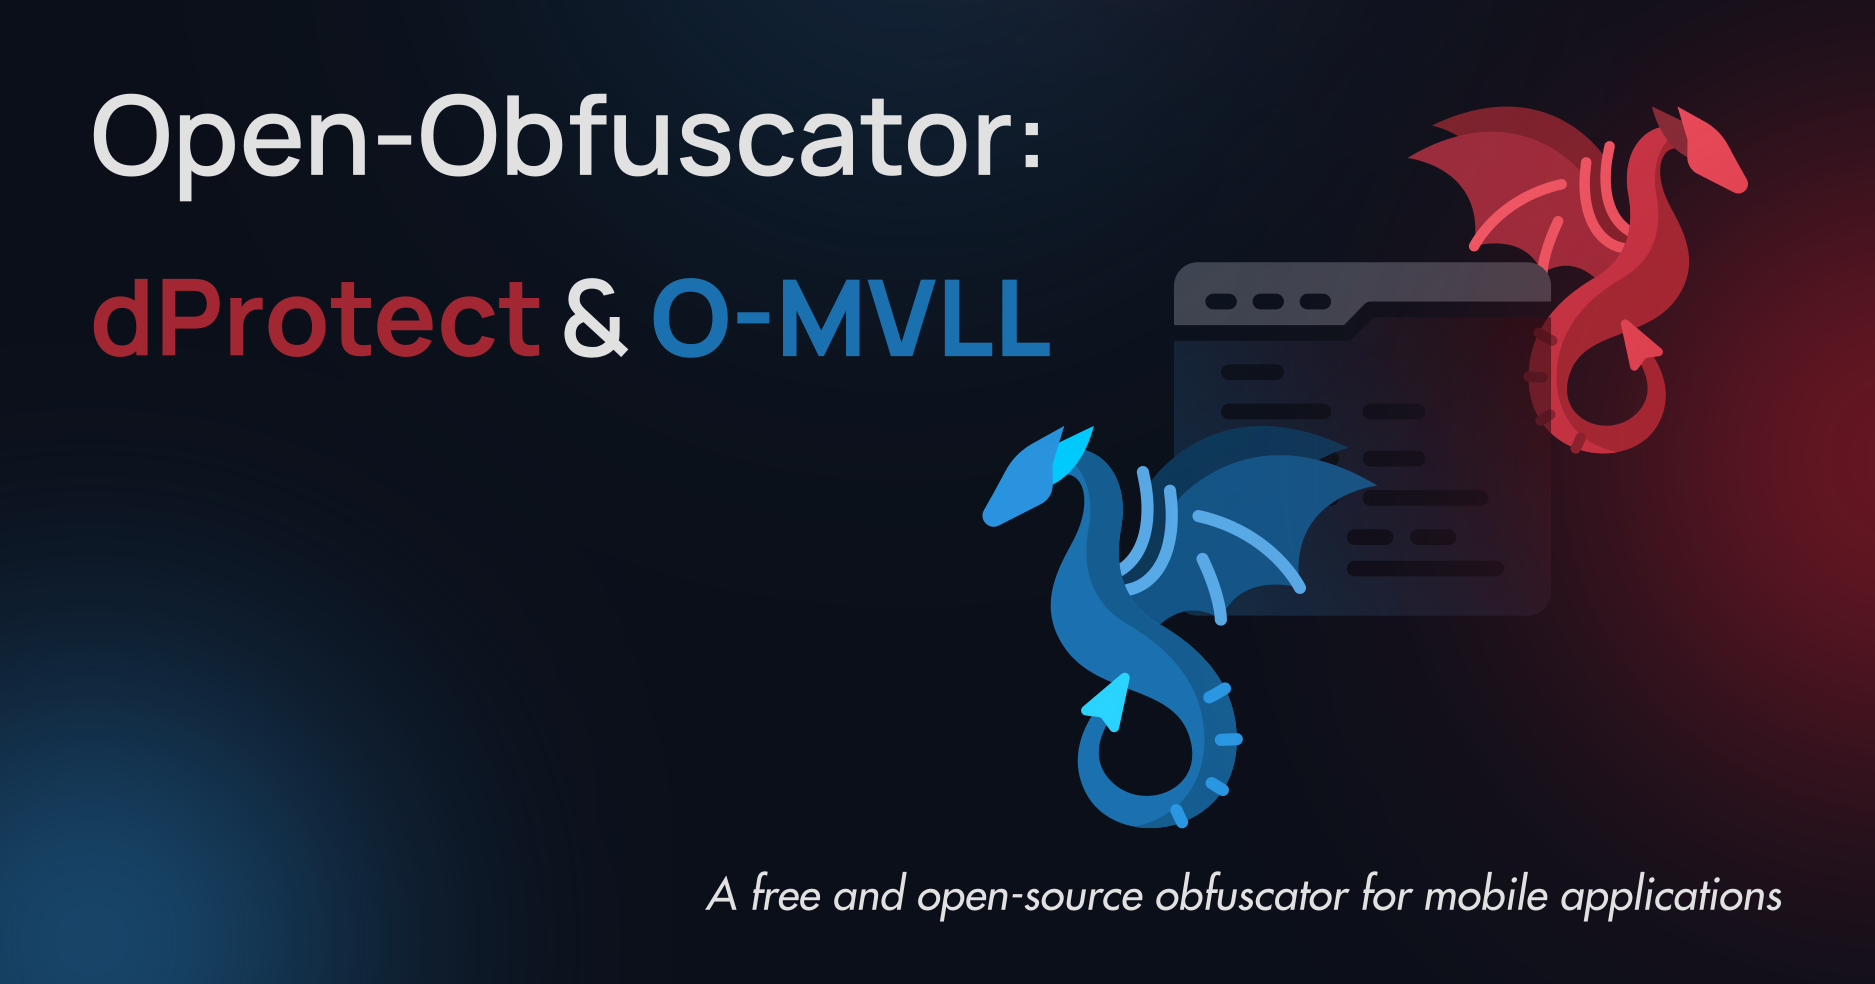 Open-Obfuscator:
dProtect & O-MVLL
A free and open-source obfuscator for mobile applications